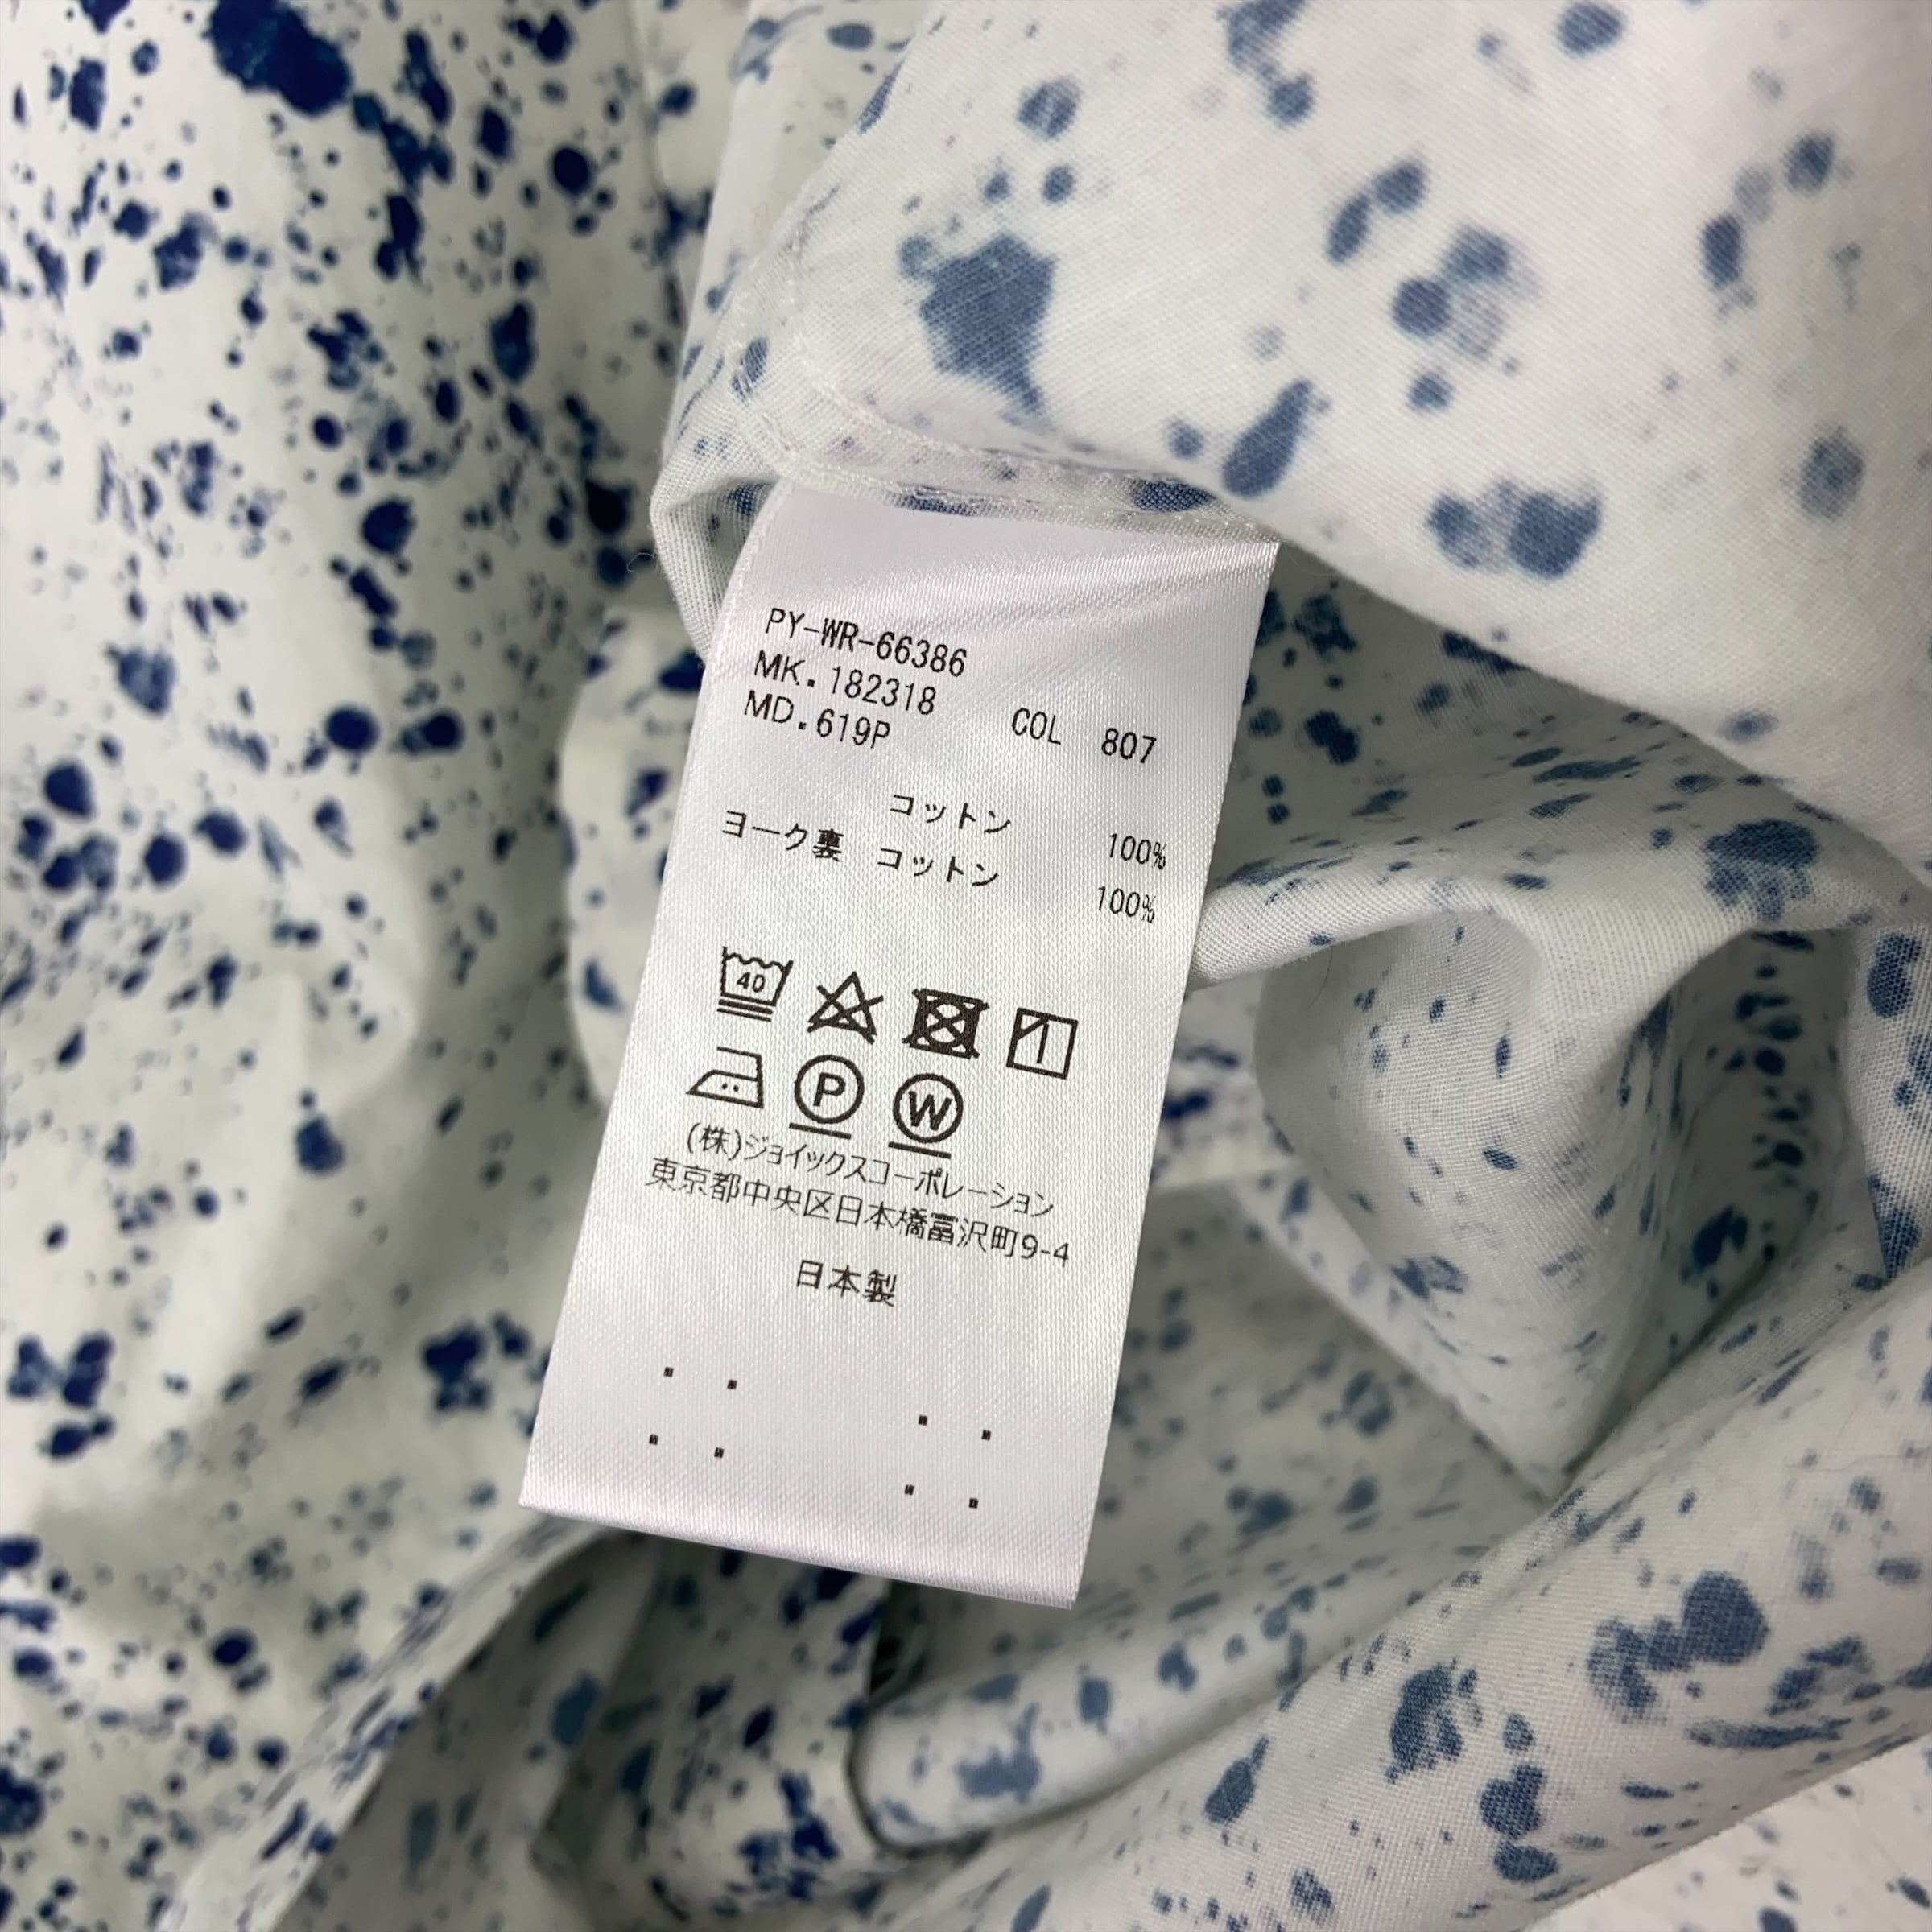 PY-WR-66386
MK.182318
MD.619P COL 807
コットン 100%
ヨーク裏 コットン 100%
40
P W
(株)ジョイックスコーポレーション
東京都中央区日本橋富沢町9-4
日本製